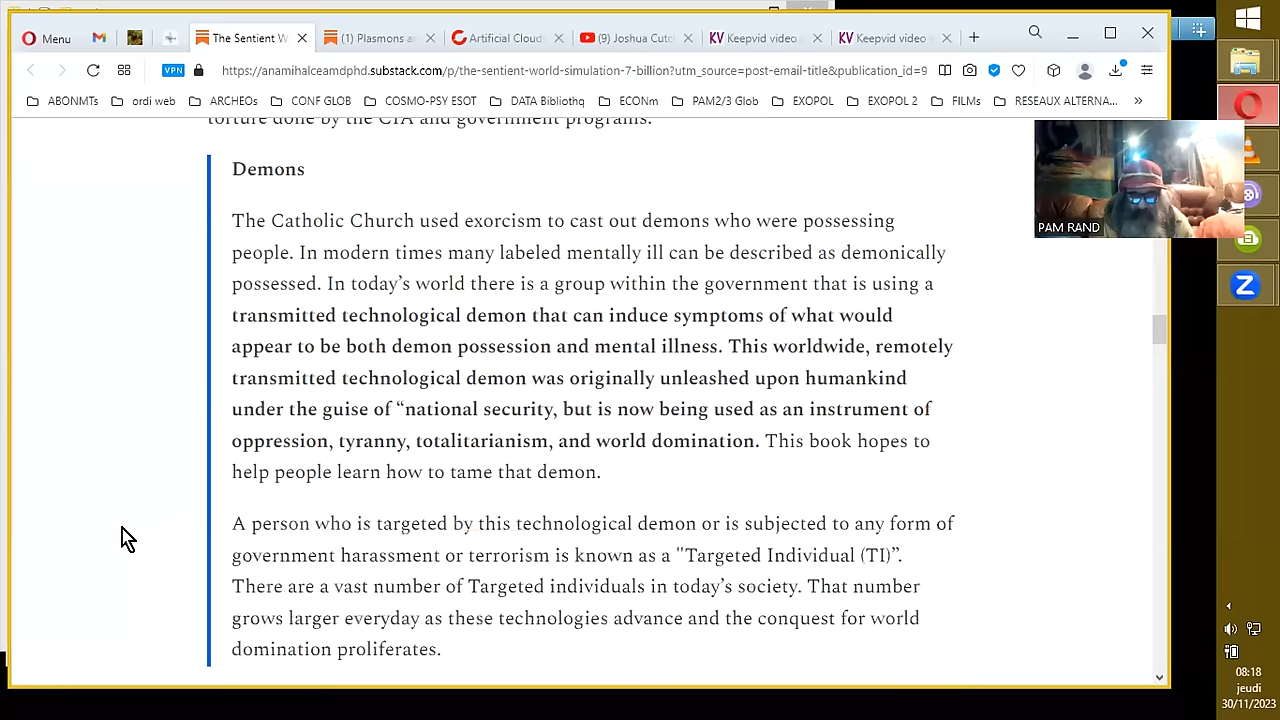 Menu
The Sentient W
(1) Plasmons a
Artificial Cloud
(9) Joshua Cutc
KV Keepvid video
KV Keepvid video
VPN
https://anamihalceamdphd.substack.com/p/the-sentient-world-simulation-7-billion?utm_source=post-email-title&publication_id=9
ABONMTs
ordi web
ARCHEOs
CONF GLOB
COSMO-PSY ESOT
DATA Bibliothq
ECONm
PAM2/3 Glob
EXOPOL
EXOPOL 2
FILMs
RESEAUX ALTERNA...
»
torture done by the CIA and government programs.
Demons
The Catholic Church used exorcism to cast out demons who were possessing
people. In modern times many labeled mentally ill can be described as demonically
possessed. In today’s world there is a group within the government that is using a
transmitted technological demon that can induce symptoms of what would
appear to be both demon possession and mental illness. This worldwide, remotely
transmitted technological demon was originally unleashed upon humankind
under the guise of “national security, but is now being used as an instrument of
oppression, tyranny, totalitarianism, and world domination. This book hopes to
help people learn how to tame that demon.
A person who is targeted by this technological demon or is subjected to any form of
government harassment or terrorism is known as a "Targeted Individual (TI)”.
There are a vast number of Targeted individuals in today’s society. That number
grows larger everyday as these technologies advance and the conquest for world
domination proliferates.
PAM RAND
08:18
jeudi
30/11/2023